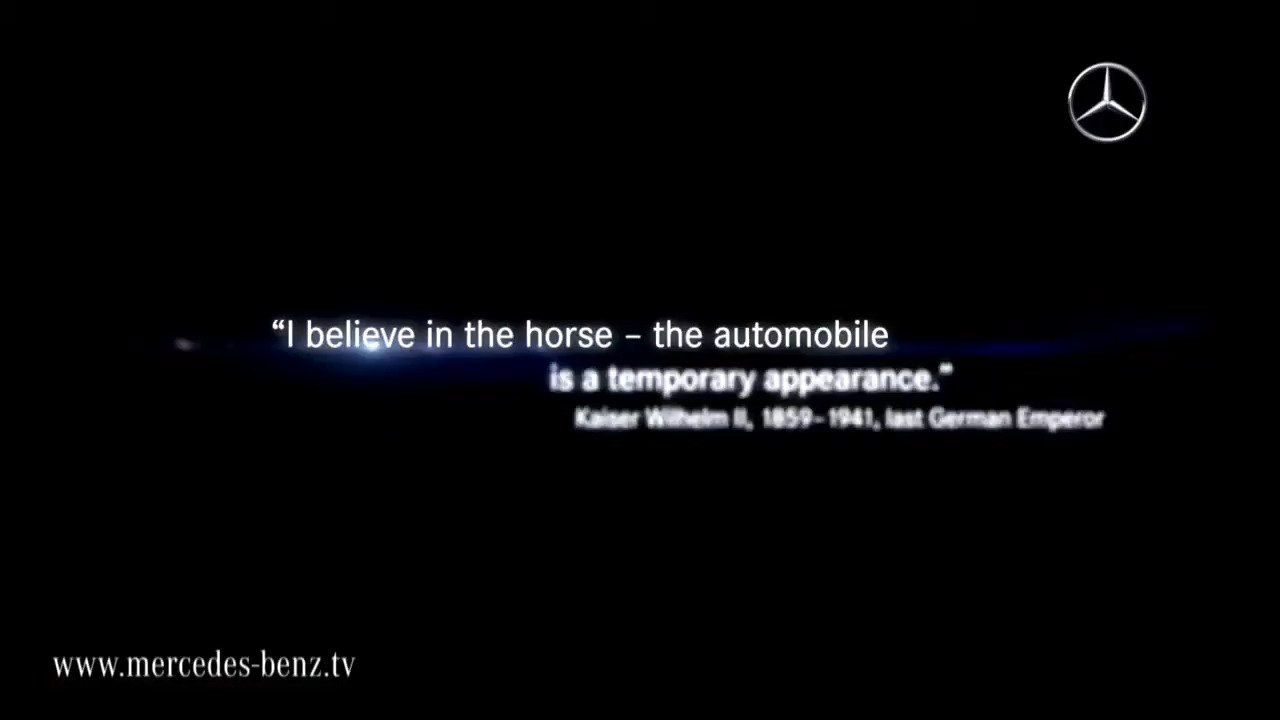 “I believe in the horse – the automobile
is a temporary appearance.”
Kaiser Wilhelm II, 1859–1941, last German Emperor
www.mercedes-benz.tv